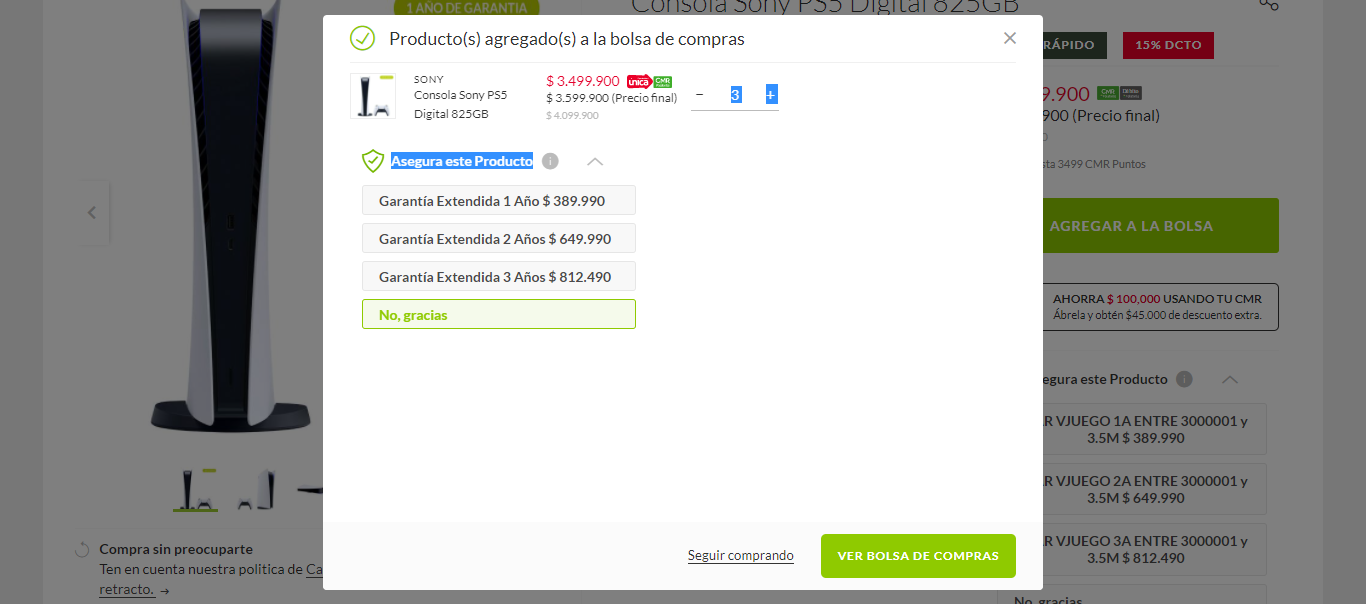 1 AÑO DE GARANTIA
Consola Sony PS5 Digital 825GB
Producto(s) agregado(s) a la bolsa de compras
RÁPIDO
15% DCTO
SONY
Consola Sony PS5
Digital 825GB
$ 3.499.900
única
CMR
$ 3.599.900 (Precio final)
$ 4.099.900
− 3 +
9.900
CMR
900 (Precio final)
0
sta 3499 CMR Puntos
Asegura este Producto i
Garantía Extendida 1 Año $ 389.990
Garantía Extendida 2 Años $ 649.990
Garantía Extendida 3 Años $ 812.490
No, gracias
AGREGAR A LA BOLSA
AHORRA $ 100,000 USANDO TU CMR
Ábrela y obtén $45.000 de descuento extra.
egura este Producto i
R VJUEGO 1A ENTRE 3000001 y
3.5M $ 389.990
R VJUEGO 2A ENTRE 3000001 y
3.5M $ 649.990
R VJUEGO 3A ENTRE 3000001 y
3.5M $ 812.490
No, gracias
Compra sin preocuparte
Ten en cuenta nuestra politica de Ca
retracto. →
Seguir comprando
VER BOLSA DE COMPRAS